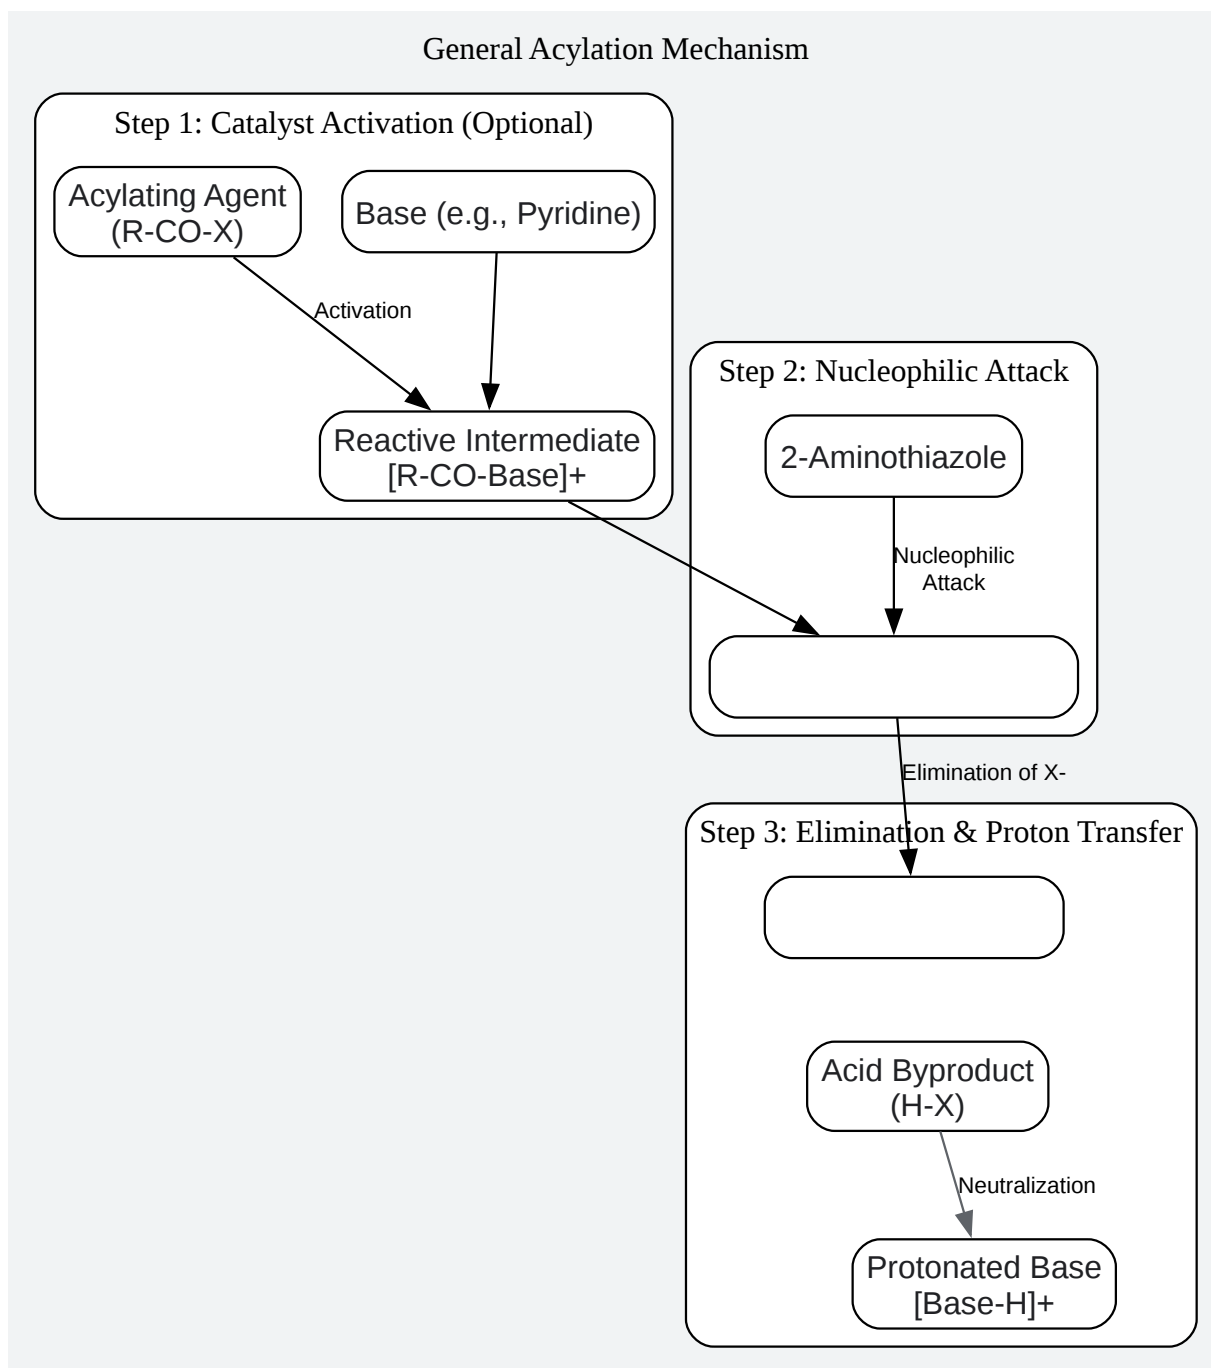 General Acylation Mechanism
Step 1: Catalyst Activation (Optional)
Acylating Agent
(R-CO-X)
Base (e.g., Pyridine)
Activation
Reactive Intermediate
[R-CO-Base]+
Step 2: Nucleophilic Attack
2-Aminothiazole
Nucleophilic
Attack
Elimination of X-
Step 3: Elimination & Proton Transfer
Acid Byproduct
(H-X)
Neutralization
Protonated Base
[Base-H]+